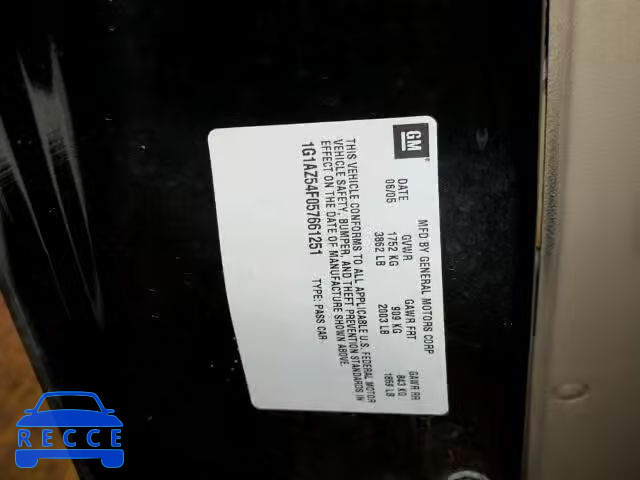 GM
MFD BY GENERAL MOTORS CORP
DATE GVWR GAWR FRT GAWR RR
06/05 1752 KG 909 KG 843 KG
3862 LB 2003 LB 1859 LB
THIS VEHICLE CONFORMS TO ALL APPLICABLE U.S. FEDERAL MOTOR
VEHICLE SAFETY, BUMPER, AND THEFT PREVENTION STANDARDS IN
EFFECT ON THE DATE OF MANUFACTURE SHOWN ABOVE.
1G1AZ54F057661251 TYPE: PASS CAR
RECCE